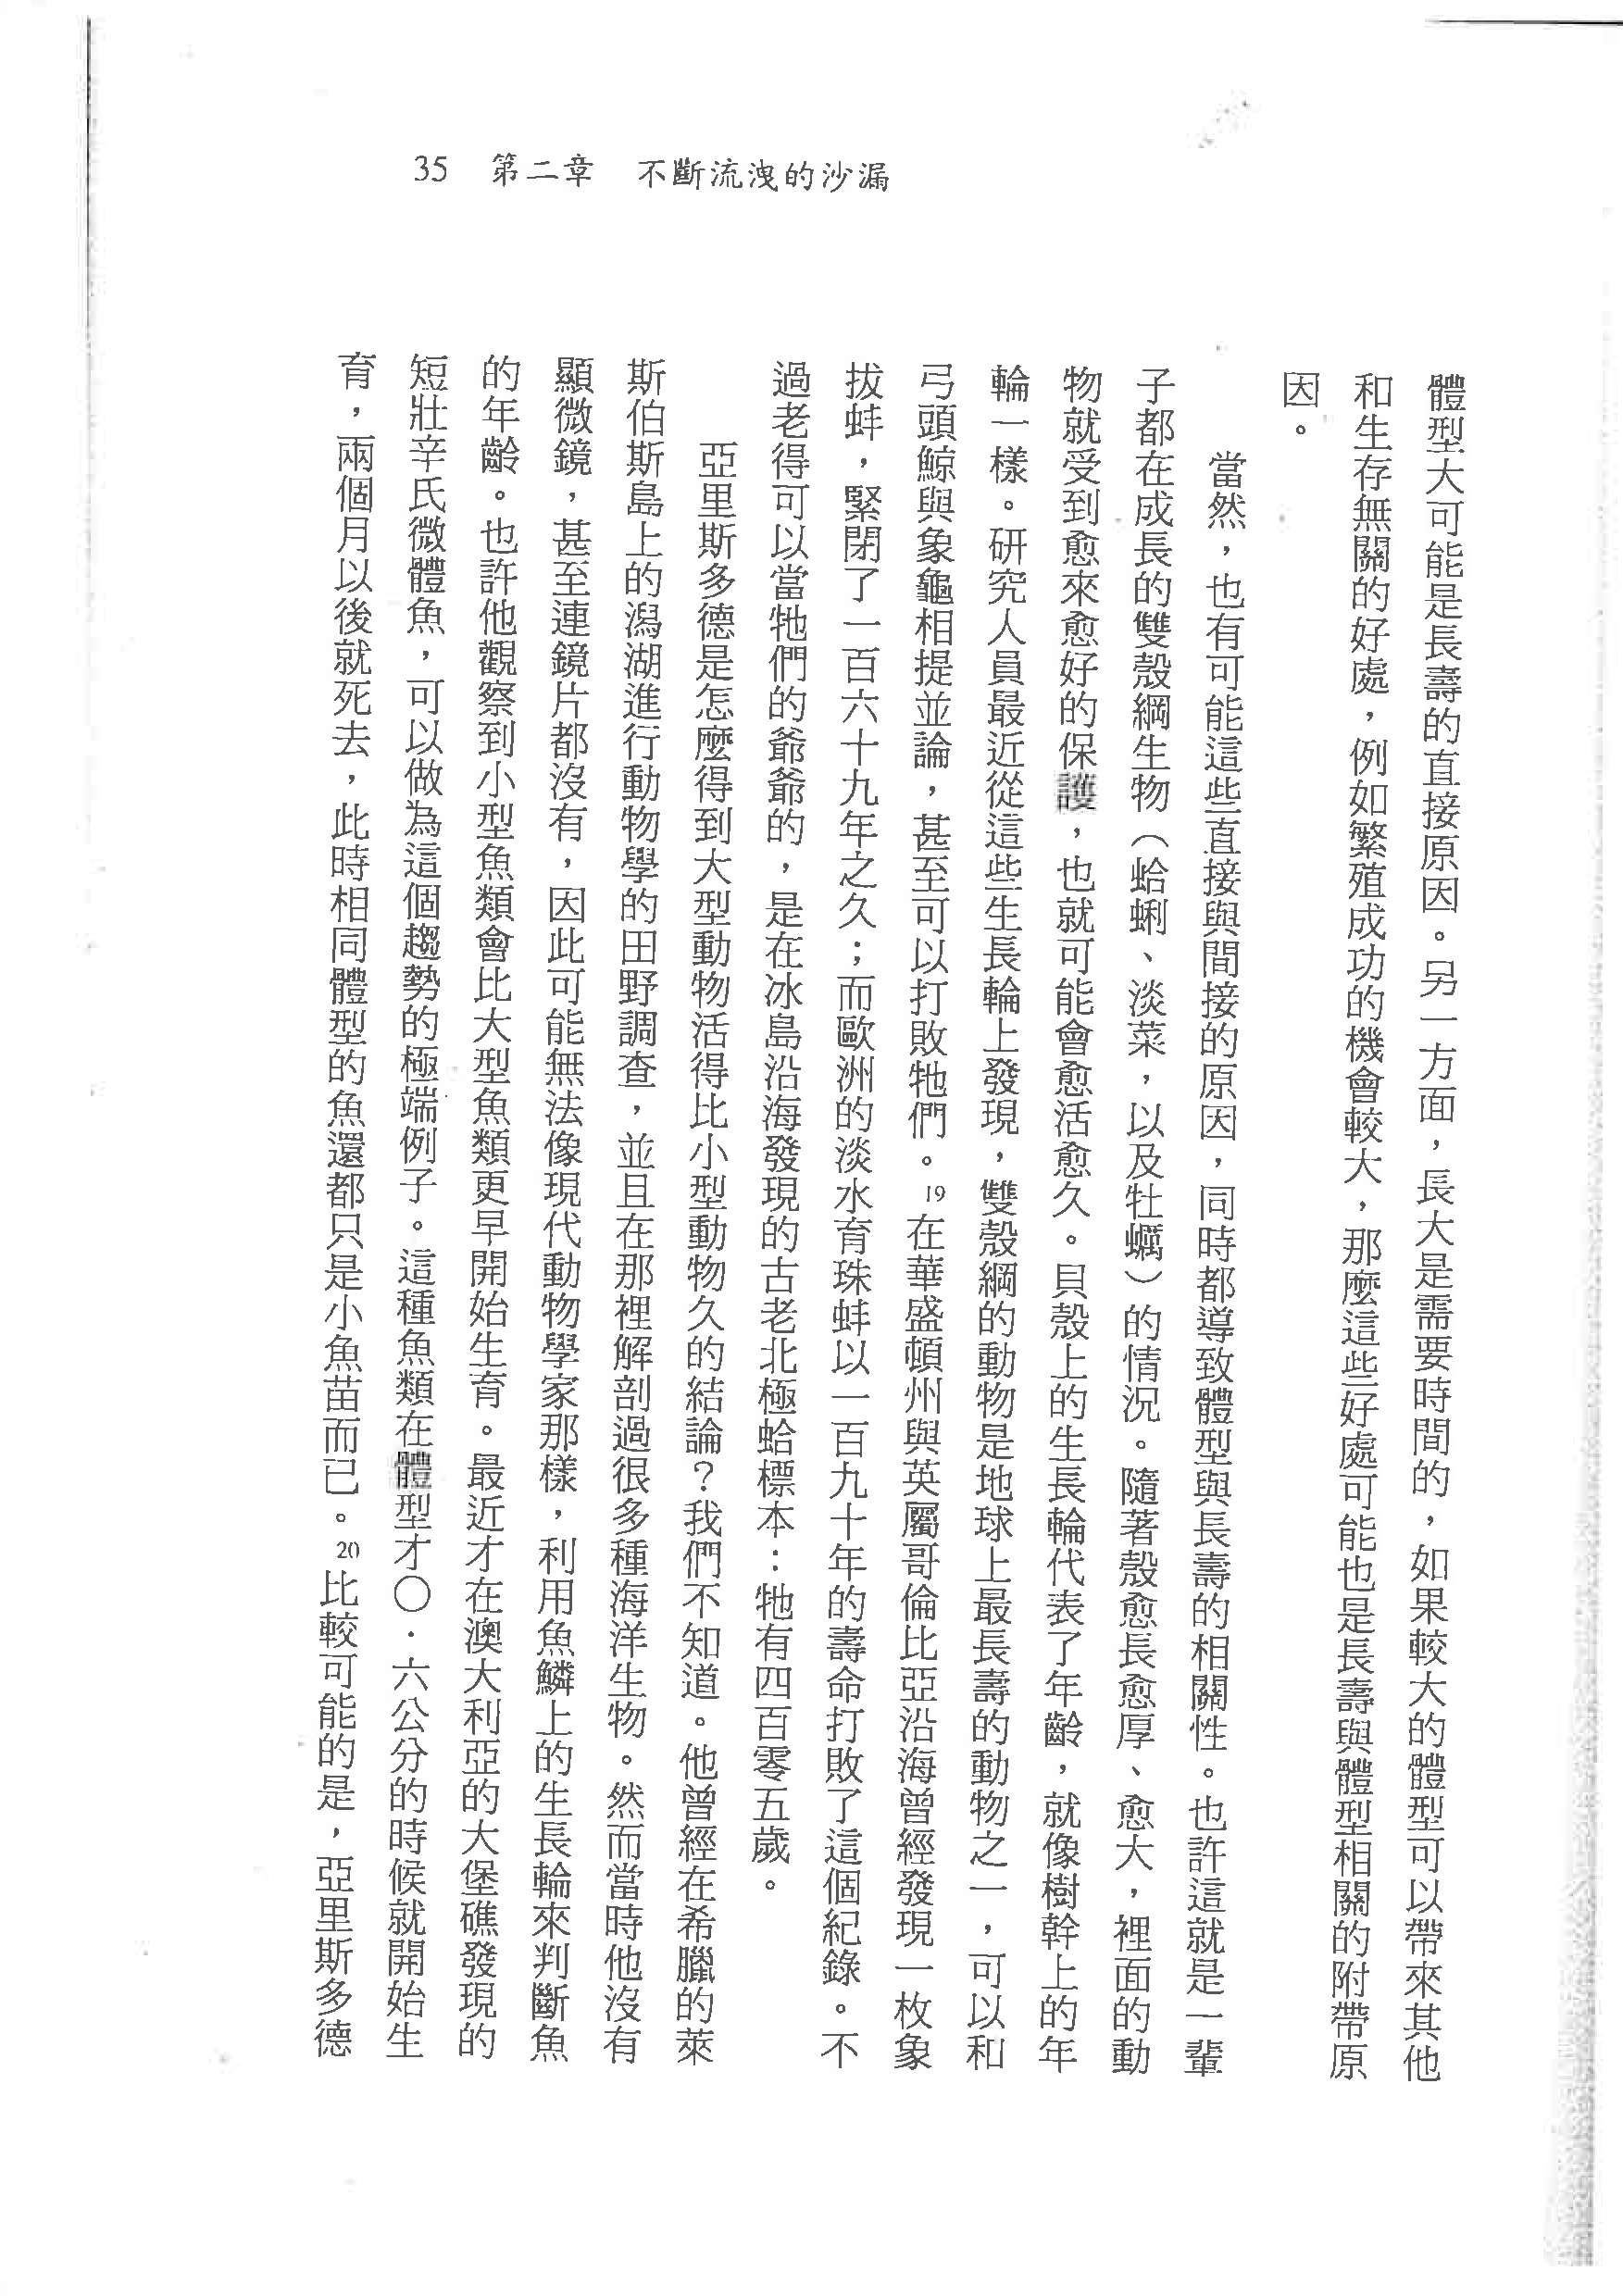 35　第二章　不斷流洩的沙漏
體型大可能是長壽的直接原因。另一方面，長大是需要時間的，如果較大的體型可以帶來其他
和生存無關的好處，例如繁殖成功的機會較大，那麼這些好處可能也是長壽與體型相關的附帶原
因。
當然，也有可能這些直接與間接的原因，同時都導致體型與長壽的相關性。也許這就是一輩
子都在成長的雙殼綱生物（蛤蜊、淡菜，以及牡蠣）的情況。隨著殼愈長愈厚、愈大，裡面的動
物就受到愈來愈好的保護，也就可能會愈活愈久。貝殼上的生長輪代表了年齡，就像樹幹上的年
輪一樣。研究人員最近從這些生長輪上發現，雙殼綱的動物是地球上最長壽的動物之一，可以和
弓頭鯨與象龜相提並論，甚至可以打敗牠們。19在華盛頓州與英屬哥倫比亞沿海曾經發現一枚象
拔蚌，緊閉了一百六十九年之久；而歐洲的淡水育珠蚌以一百九十年的壽命打敗了這個紀錄。不
過老得可以當牠們的爺爺的，是在冰島沿海發現的古老北極蛤標本：牠有四百零五歲。
亞里斯多德是怎麼得到大型動物活得比小型動物久的結論？我們不知道。他曾經在希臘的萊
斯伯斯島上的潟湖進行動物學的田野調查，並且在那裡解剖過很多種海洋生物。然而當時他沒有
顯微鏡，甚至連鏡片都沒有，因此可能無法像現代動物學家那樣，利用魚鱗上的生長輪來判斷魚
的年齡。也許他觀察到小型魚類會比大型魚類更早開始生育。最近才在澳大利亞的大堡礁發現的
短壯辛氏微體魚，可以做為這個趨勢的極端例子。這種魚類在體型才〇．六公分的時候就開始生
育，兩個月以後就死去，此時相同體型的魚還都只是小魚苗而已。20比較可能的是，亞里斯多德